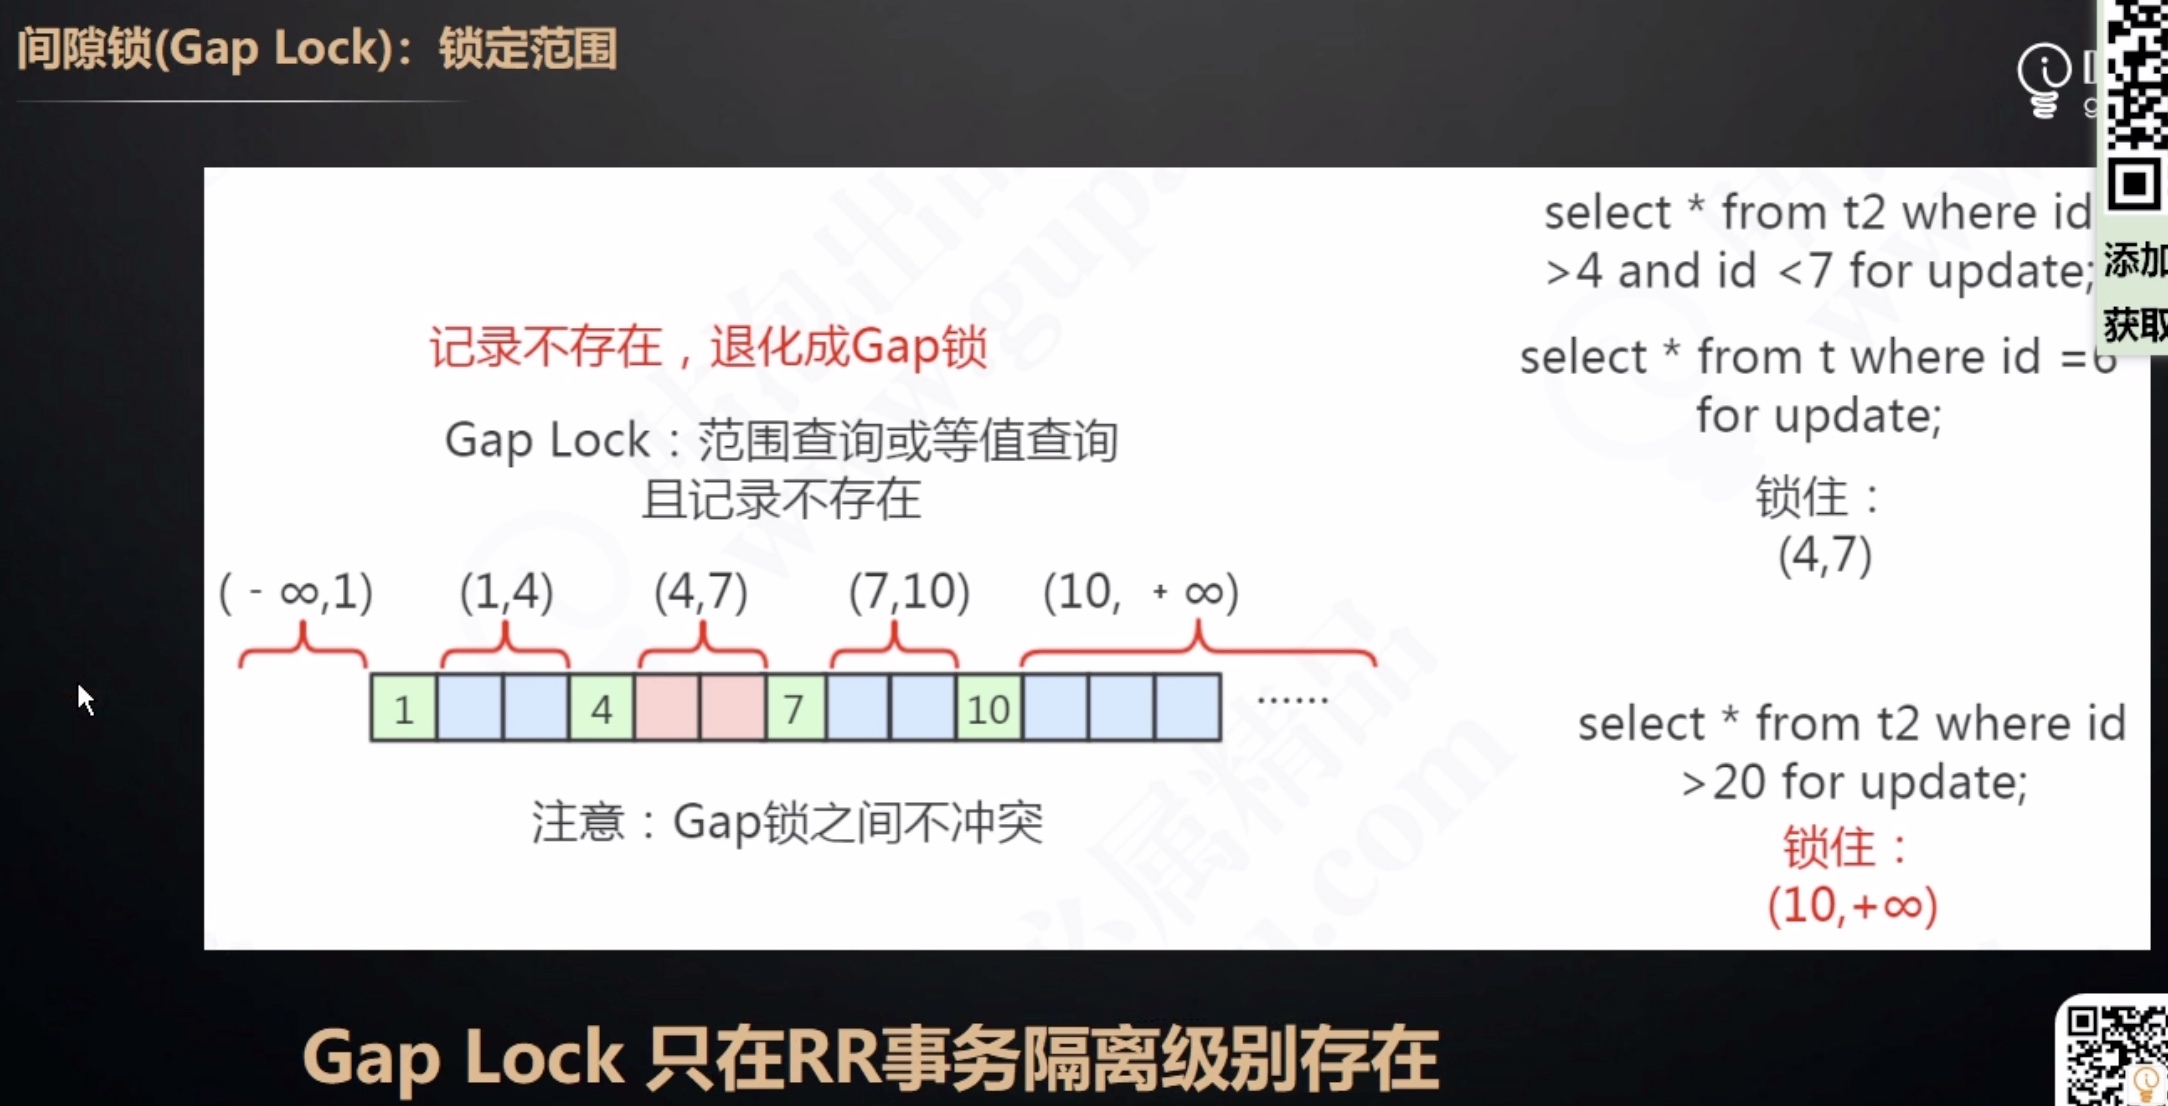 间隙锁(Gap Lock)：锁定范围
添加
获取
select * from t2 where id
>4 and id <7 for update;
select * from t where id =6
for update;
锁住：
(4,7)
记录不存在，退化成Gap锁
Gap Lock：范围查询或等值查询
且记录不存在
(-∞,1) (1,4) (4,7) (7,10) (10, +∞)
1 4 7 10 ……
注意：Gap锁之间不冲突
select * from t2 where id
>20 for update;
锁住：
(10,+∞)
Gap Lock 只在RR事务隔离级别存在